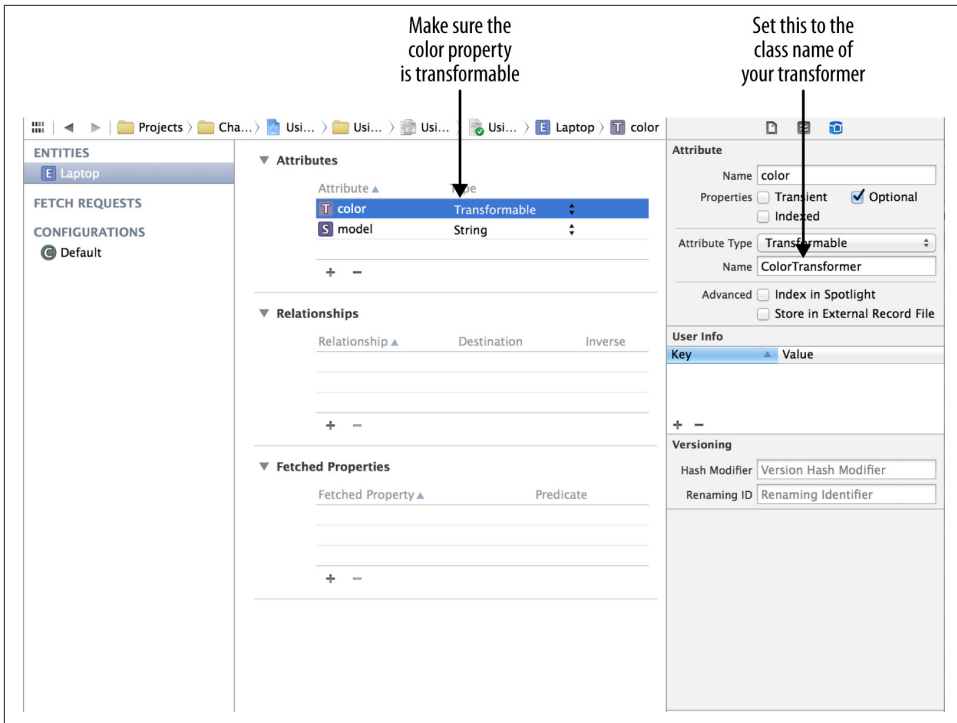 Make sure the
color property
is transformable
Set this to the
class name of
your transformer
Projects
Cha...
Usi...
Usi...
Usi...
Usi...
E Laptop
T color
ENTITIES
E Laptop
FETCH REQUESTS
CONFIGURATIONS
C Default
Attributes
Attribute Type
T color Transformable
S model String
+ −
Relationships
Relationship Destination Inverse
+ −
Fetched Properties
Fetched Property Predicate
+ −
Attribute
Name color
Properties Transient Optional
Indexed
Attribute Type Transformable
Name ColorTransformer
Advanced Index in Spotlight
Store in External Record File
User Info
Key Value
+ −
Versioning
Hash Modifier Version Hash Modifier
Renaming ID Renaming Identifier